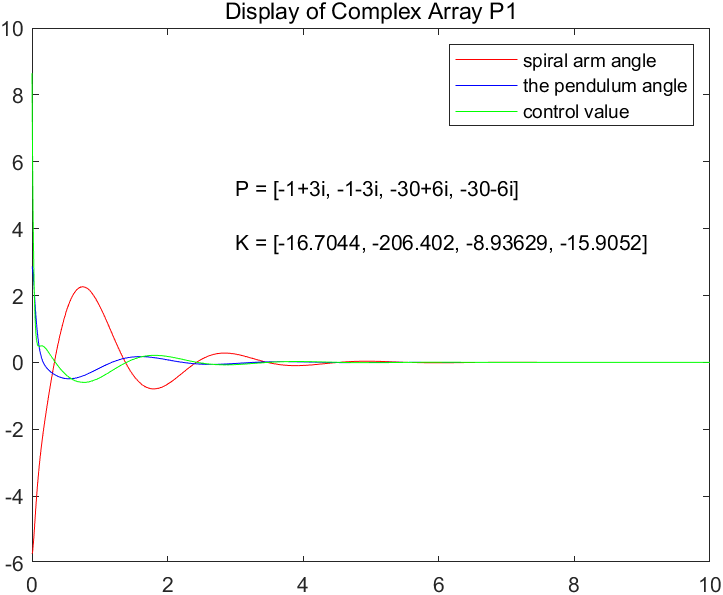 Display of Complex Array P1
10
8
6
4
2
0
-2
-4
-6
spiral arm angle
the pendulum angle
control value
P = [-1+3i, -1-3i, -30+6i, -30-6i]
K = [-16.7044, -206.402, -8.93629, -15.9052]
0 2 4 6 8 10